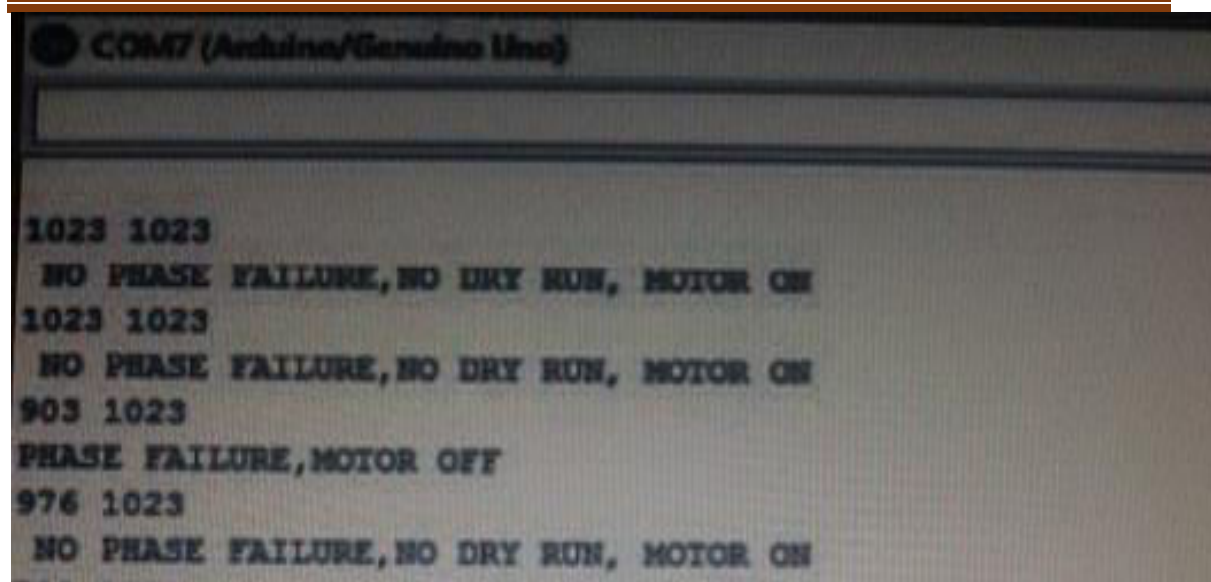 COM7 (Arduino/Genuino Uno)
1023 1023
NO PHASE FAILURE,NO DRY RUN, MOTOR ON
1023 1023
NO PHASE FAILURE,NO DRY RUN, MOTOR ON
903 1023
PHASE FAILURE,MOTOR OFF
976 1023
NO PHASE FAILURE,NO DRY RUN, MOTOR ON